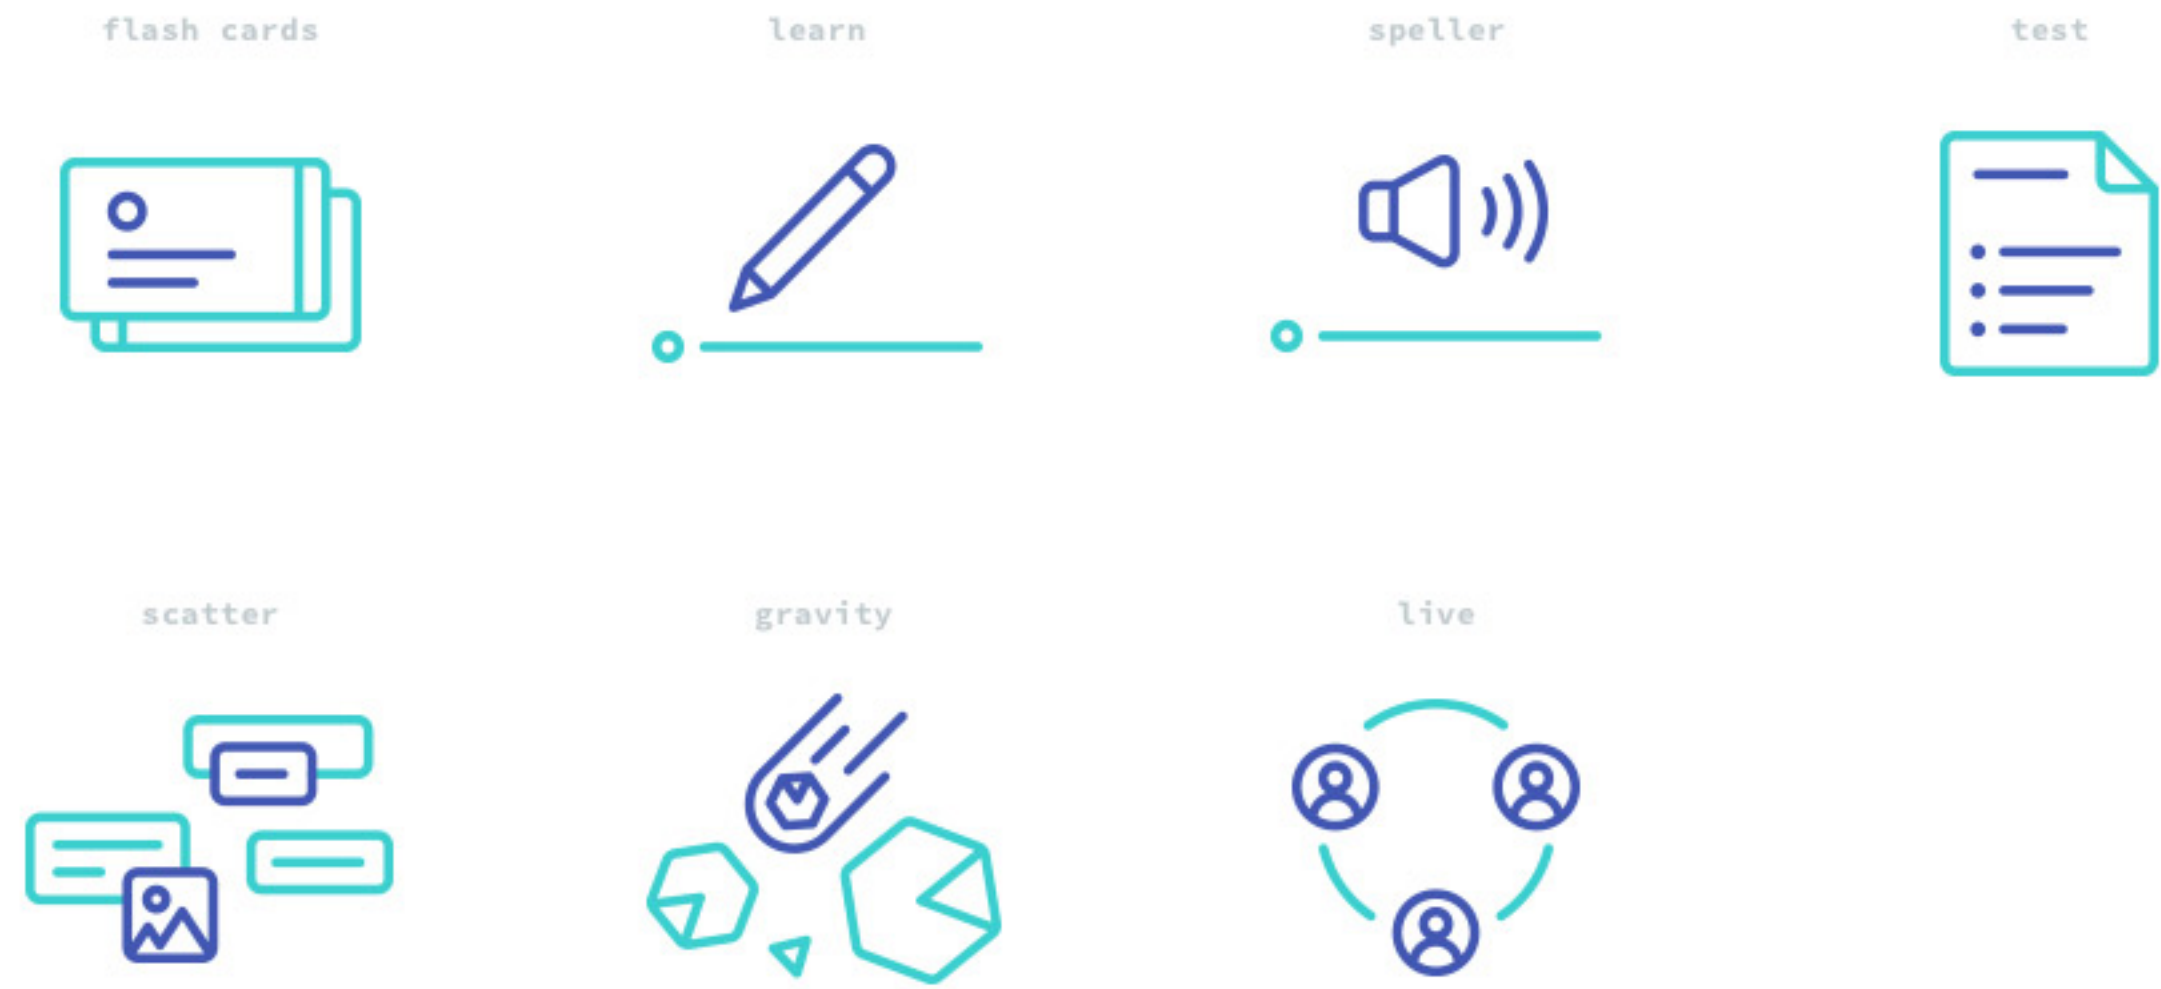 flash cards
learn
speller
test
scatter
gravity
live